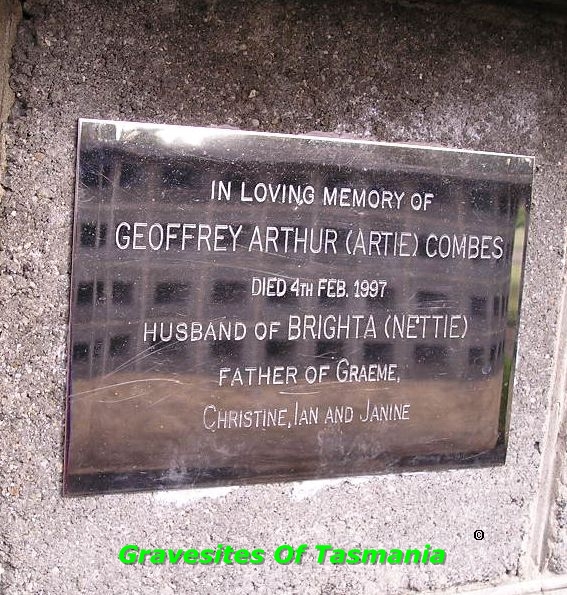 IN LOVING MEMORY OF
GEOFFREY ARTHUR (ARTIE) COMBES
DIED 4TH FEB. 1997
HUSBAND OF BRIGHTA (NETTIE)
FATHER OF GRAEME,
CHRISTINE, IAN AND JANINE
©
Gravesites Of Tasmania